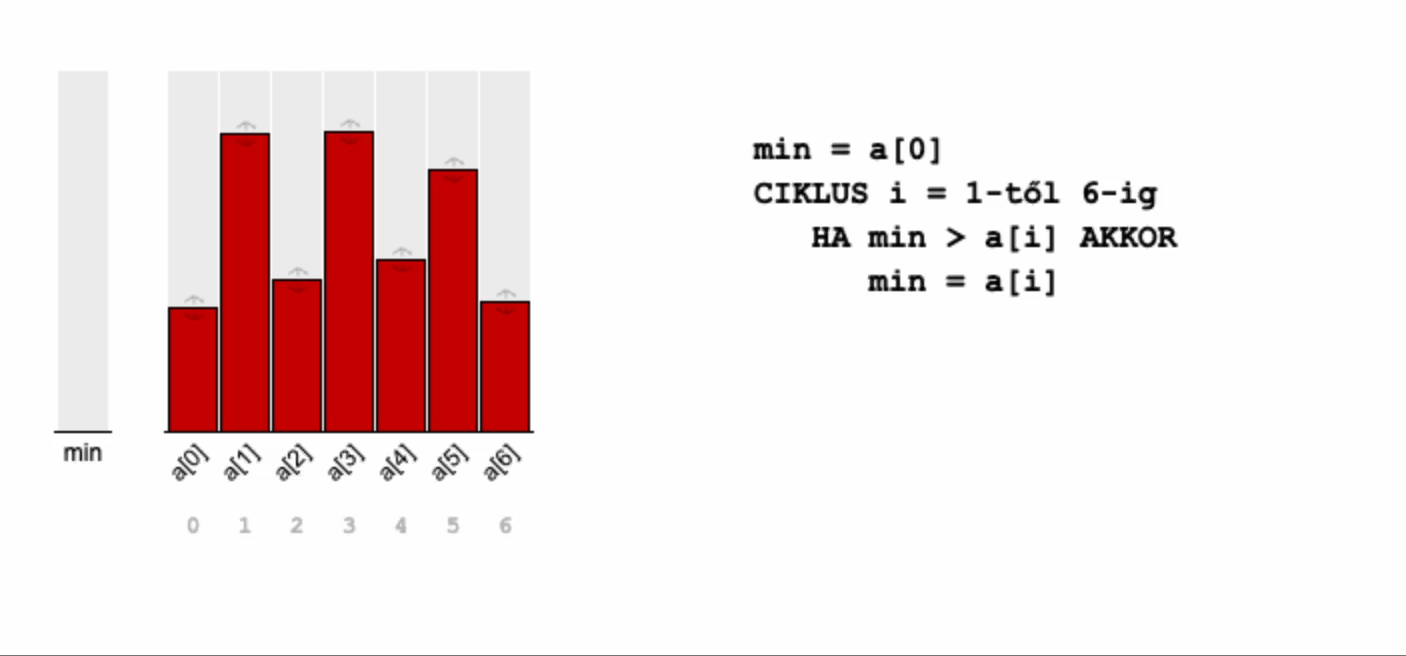 min = a[0]
CIKLUS i = 1-től 6-ig
HA min > a[i] AKKOR
min = a[i]
min
a[0] a[1] a[2] a[3] a[4] a[5] a[6]
0 1 2 3 4 5 6